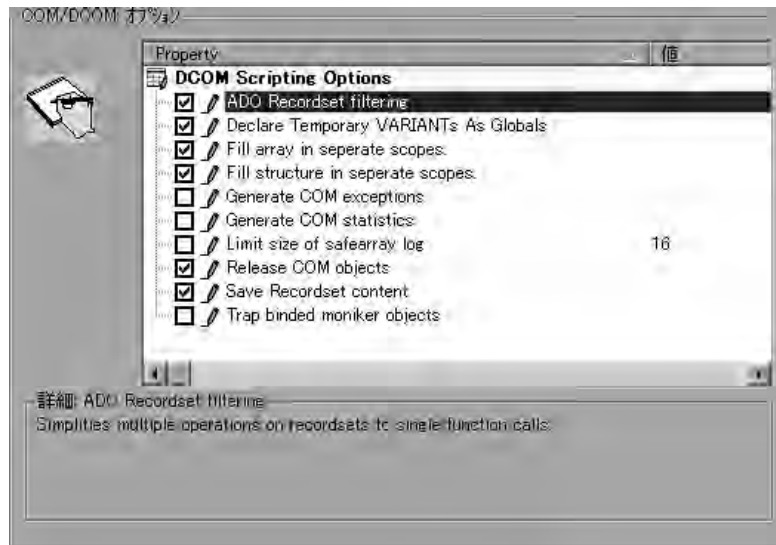 COM/DCOM オプション
Property 値
DCOM Scripting Options
ADO Recordset filtering
Declare Temporary VARIANTs As Globals
Fill array in seperate scopes.
Fill structure in seperate scopes.
Generate COM exceptions
Generate COM statistics
Limit size of safearray log 16
Release COM objects
Save Recordset content
Trap binded moniker objects
詳細: ADO Recordset filtering
Simplifies multiple operations on recordsets to single function calls.